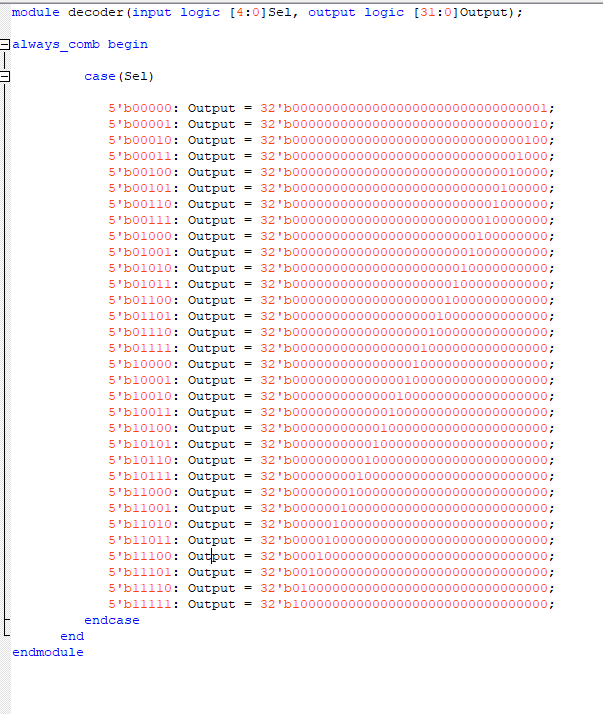 module decoder(input logic [4:0]Sel, output logic [31:0]Output);
always_comb begin
case(Sel)
5'b00000: Output = 32'b00000000000000000000000000000001;
5'b00001: Output = 32'b00000000000000000000000000000010;
5'b00010: Output = 32'b00000000000000000000000000000100;
5'b00011: Output = 32'b00000000000000000000000000001000;
5'b00100: Output = 32'b00000000000000000000000000010000;
5'b00101: Output = 32'b00000000000000000000000000100000;
5'b00110: Output = 32'b00000000000000000000000001000000;
5'b00111: Output = 32'b00000000000000000000000010000000;
5'b01000: Output = 32'b00000000000000000000000100000000;
5'b01001: Output = 32'b00000000000000000000001000000000;
5'b01010: Output = 32'b00000000000000000000010000000000;
5'b01011: Output = 32'b00000000000000000000100000000000;
5'b01100: Output = 32'b00000000000000000001000000000000;
5'b01101: Output = 32'b00000000000000000010000000000000;
5'b01110: Output = 32'b00000000000000000100000000000000;
5'b01111: Output = 32'b00000000000000001000000000000000;
5'b10000: Output = 32'b00000000000000010000000000000000;
5'b10001: Output = 32'b00000000000000100000000000000000;
5'b10010: Output = 32'b00000000000001000000000000000000;
5'b10011: Output = 32'b00000000000010000000000000000000;
5'b10100: Output = 32'b00000000000100000000000000000000;
5'b10101: Output = 32'b00000000001000000000000000000000;
5'b10110: Output = 32'b00000000010000000000000000000000;
5'b10111: Output = 32'b00000000100000000000000000000000;
5'b11000: Output = 32'b00000001000000000000000000000000;
5'b11001: Output = 32'b00000010000000000000000000000000;
5'b11010: Output = 32'b00000100000000000000000000000000;
5'b11011: Output = 32'b00001000000000000000000000000000;
5'b11100: Output = 32'b00010000000000000000000000000000;
5'b11101: Output = 32'b00100000000000000000000000000000;
5'b11110: Output = 32'b01000000000000000000000000000000;
5'b11111: Output = 32'b10000000000000000000000000000000;
endcase
end
endmodule